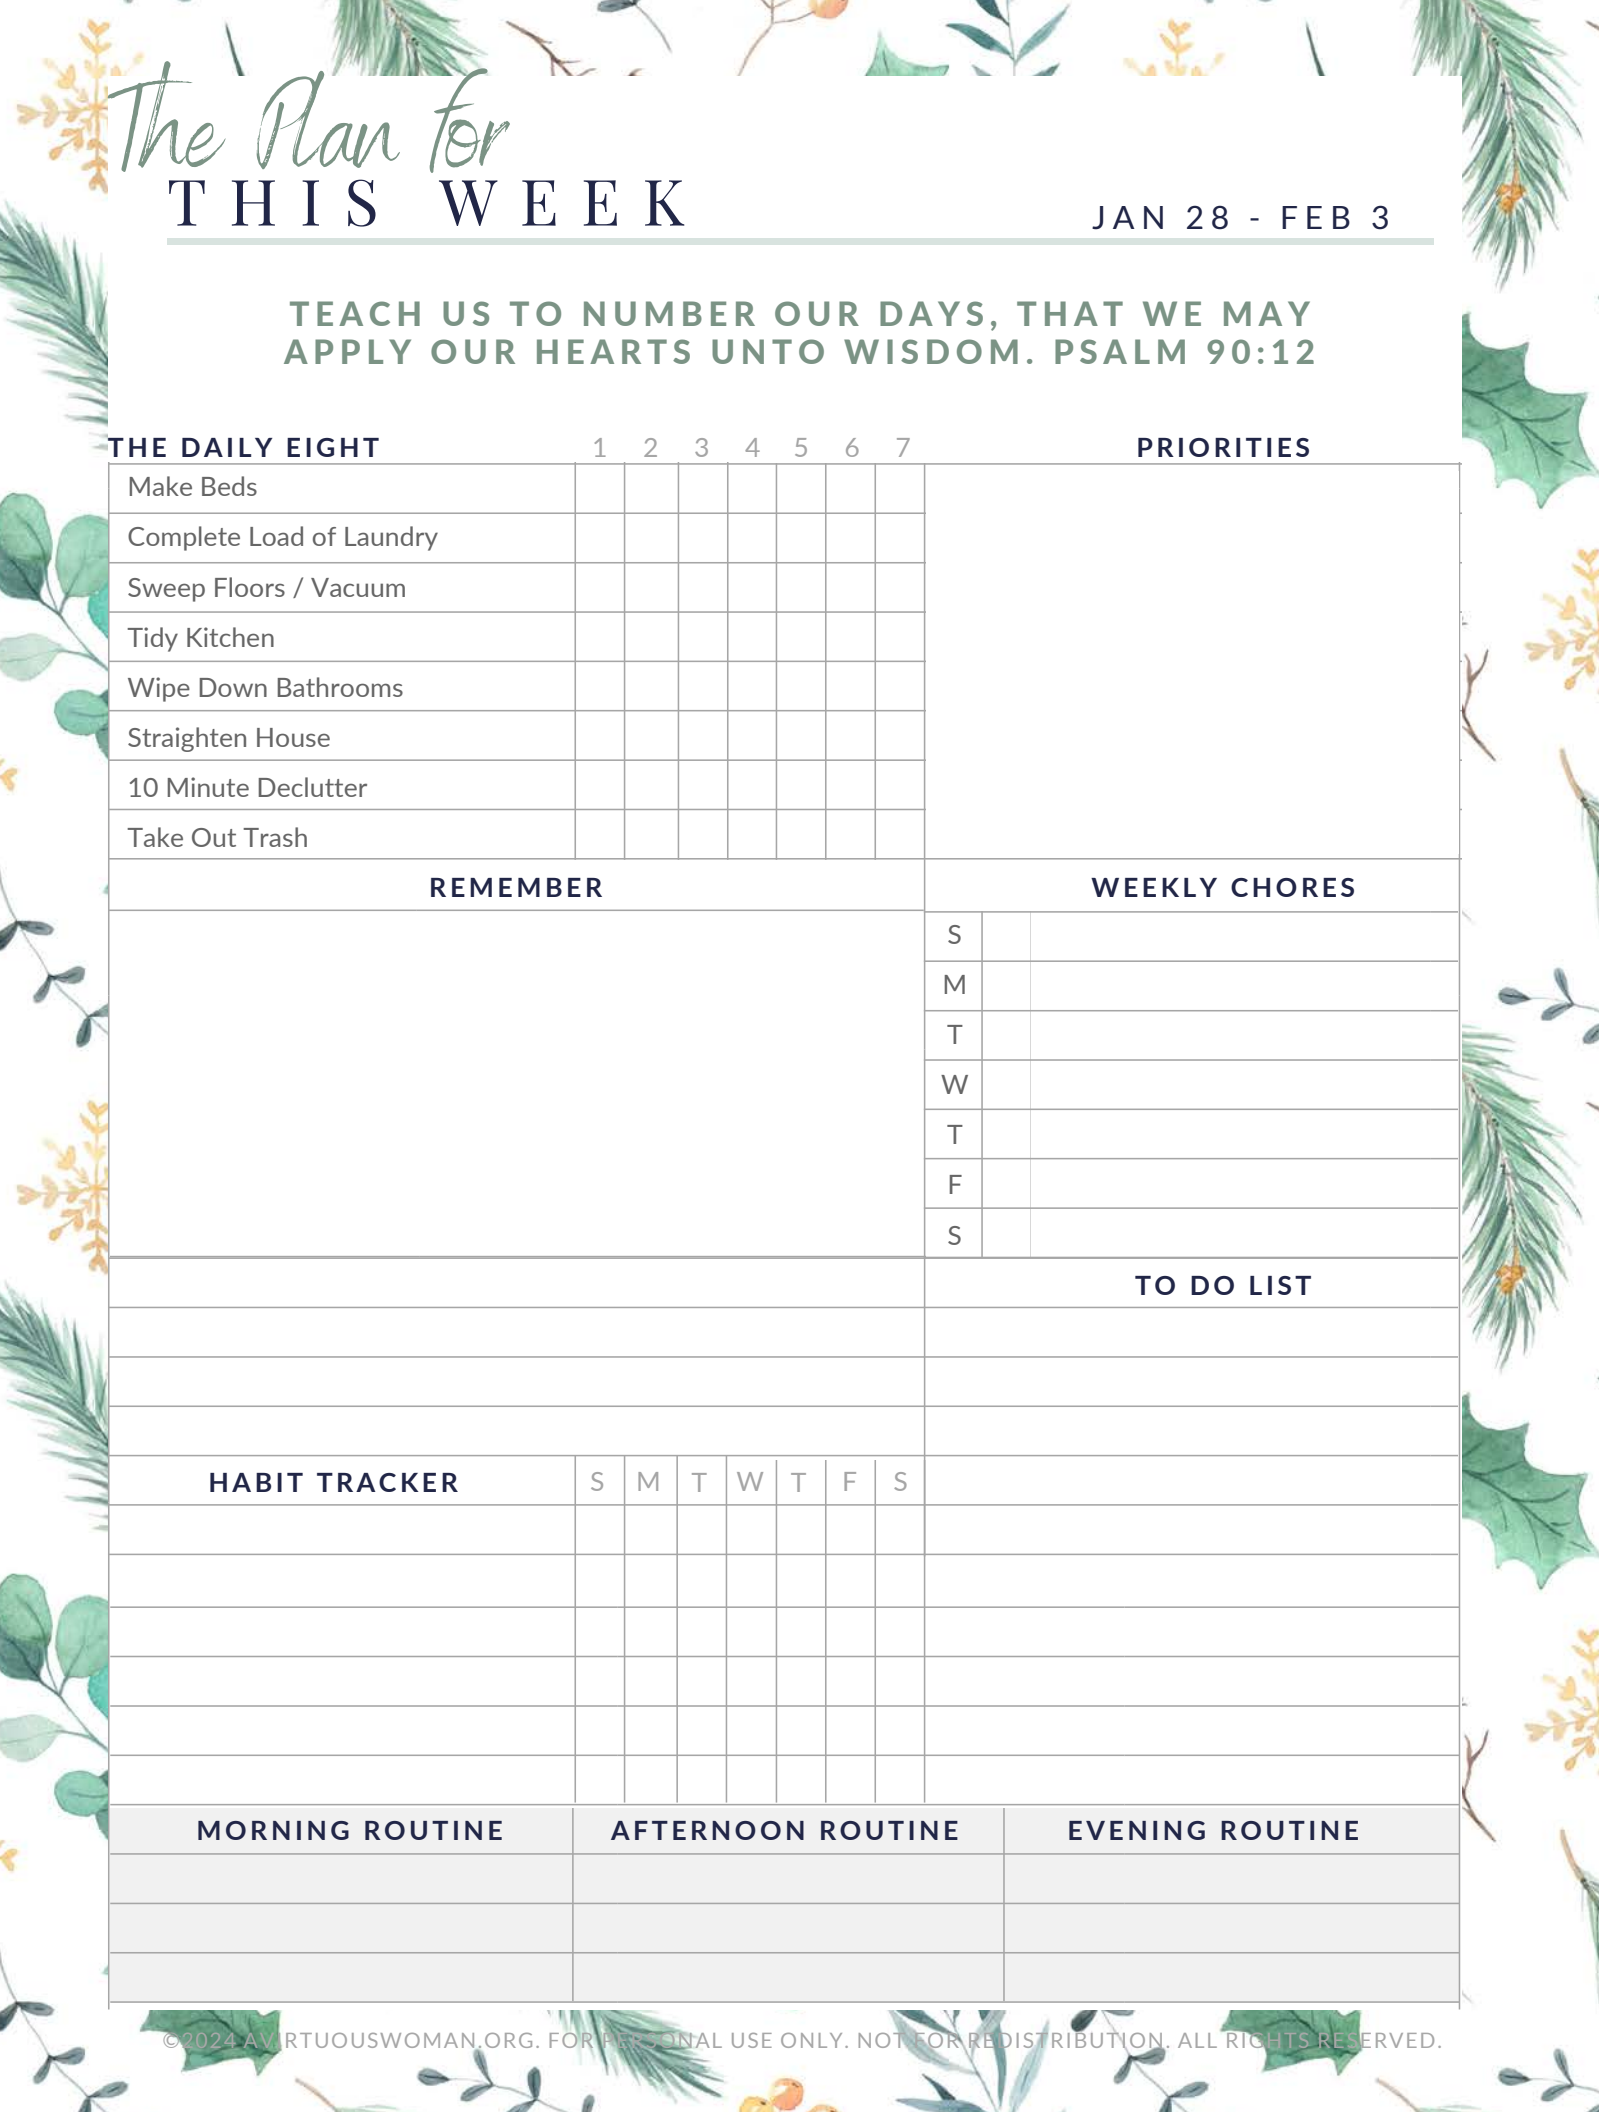 The Plan for
THIS WEEK
JAN 28 - FEB 3
TEACH US TO NUMBER OUR DAYS, THAT WE MAY
APPLY OUR HEARTS UNTO WISDOM. PSALM 90:12
THE DAILY EIGHT 1 2 3 4 5 6 7
Make Beds
Complete Load of Laundry
Sweep Floors / Vacuum
Tidy Kitchen
Wipe Down Bathrooms
Straighten House
10 Minute Declutter
Take Out Trash
PRIORITIES
REMEMBER
WEEKLY CHORES
S
M
T
W
T
F
S
TO DO LIST
HABIT TRACKER S M T W T F S
MORNING ROUTINE
AFTERNOON ROUTINE
EVENING ROUTINE
©2024 AVIRTUOUSWOMAN.ORG. FOR PERSONAL USE ONLY. NOT FOR REDISTRIBUTION. ALL RIGHTS RESERVED.